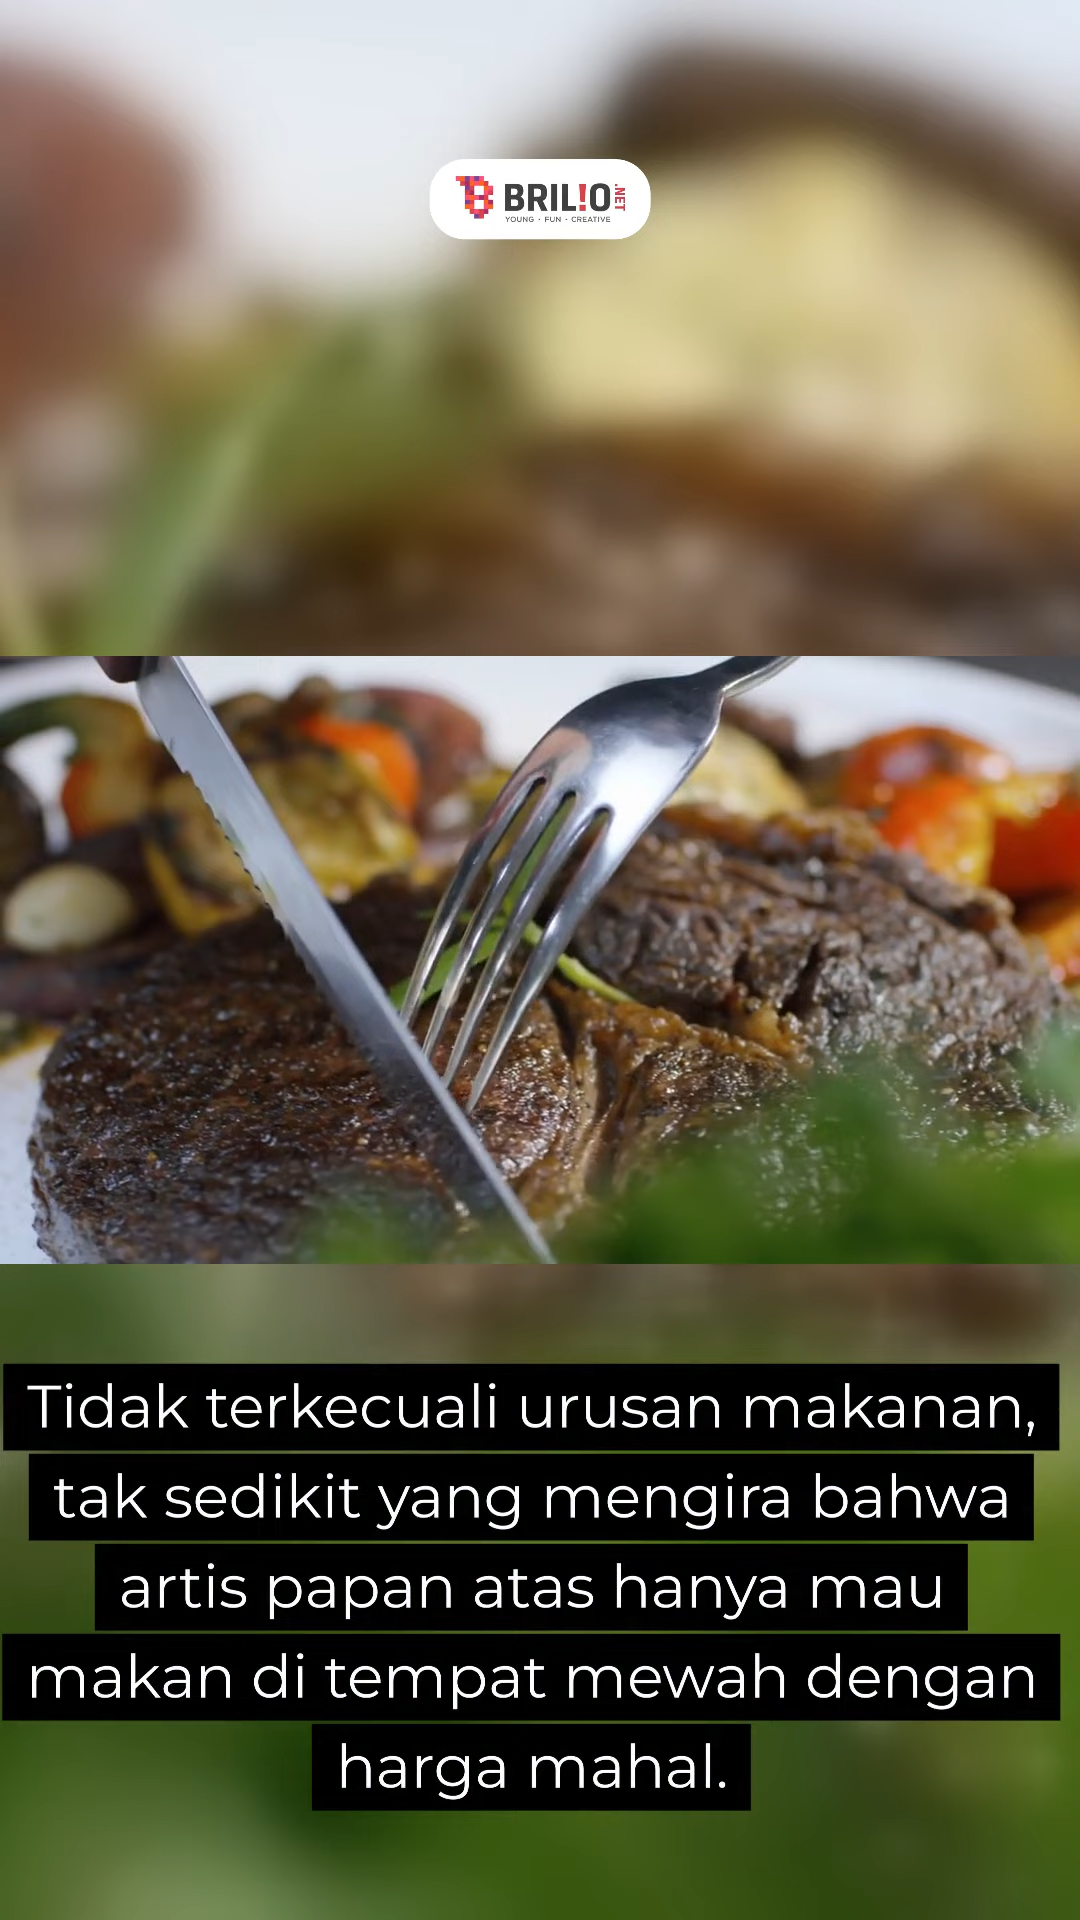 BRIL!O.NET
YOUNG · FUN · CREATIVE
Tidak terkecuali urusan makanan,
tak sedikit yang mengira bahwa
artis papan atas hanya mau
makan di tempat mewah dengan
harga mahal.